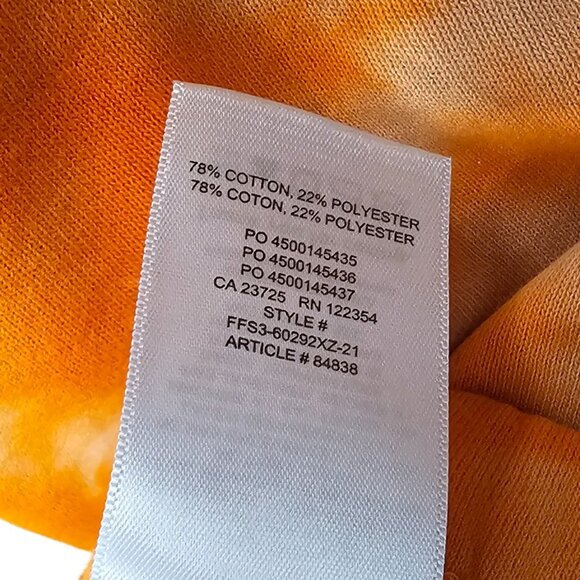 78% COTTON, 22% POLYESTER
78% COTON, 22% POLYESTER
PO 4500145435
PO 4500145436
PO 4500145437
CA 23725 RN 122354
STYLE #
FFS3-60292XZ-21
ARTICLE # 84838